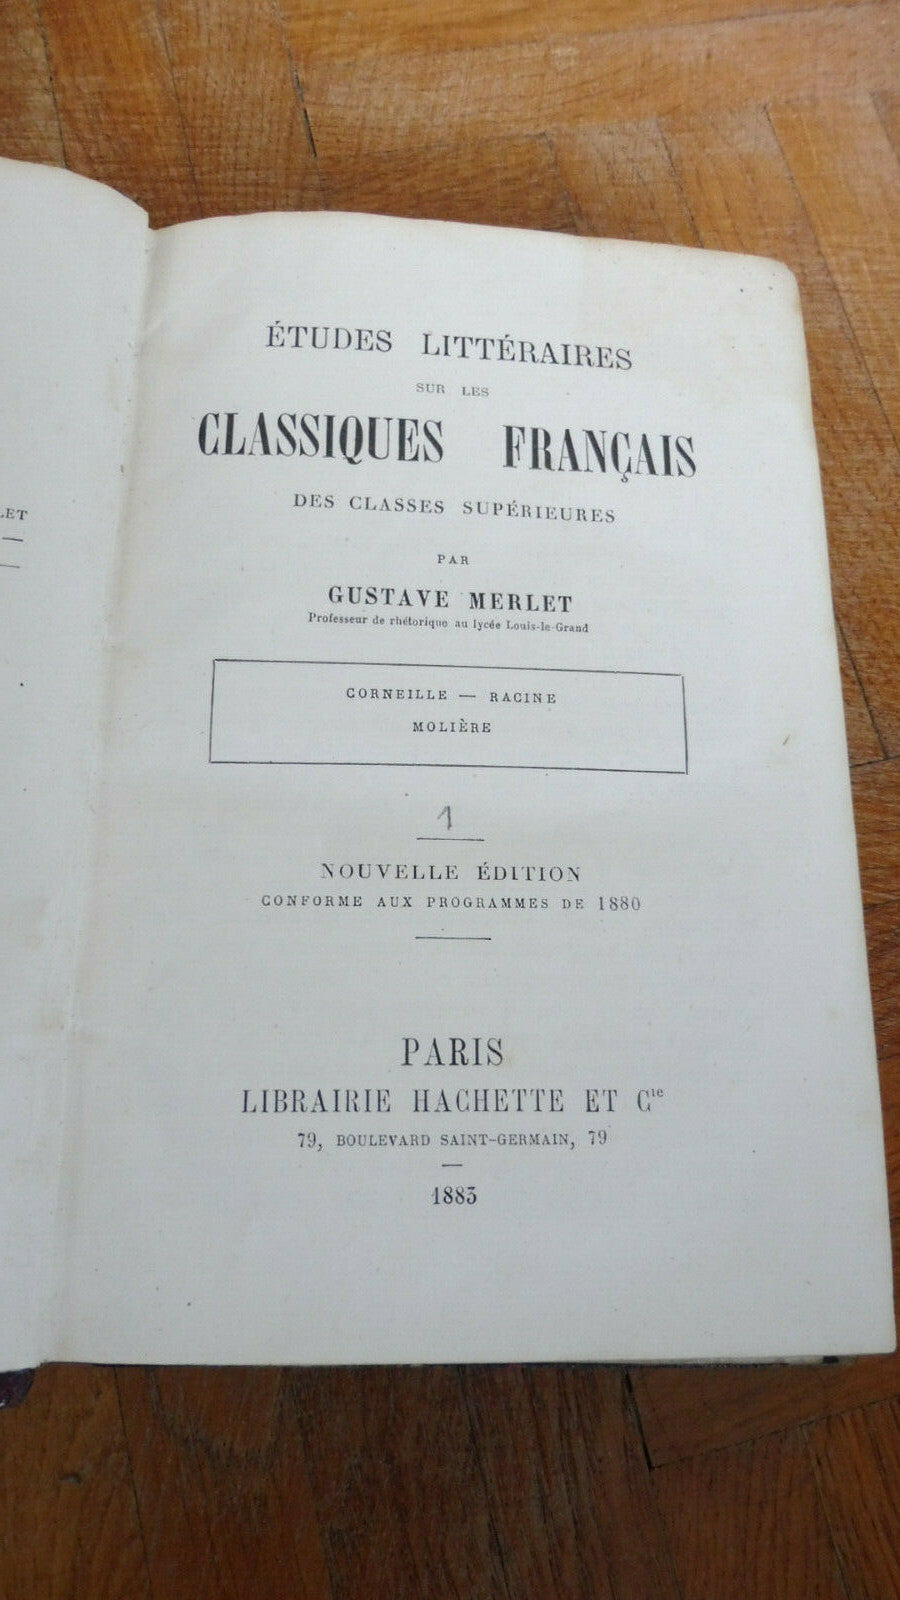 LET
ÉTUDES LITTÉRAIRES
SUR LES
CLASSIQUES FRANÇAIS
DES CLASSES SUPÉRIEURES
PAR
GUSTAVE MERLET
Professeur de rhétorique au lycée Louis-le-Grand
CORNEILLE — RACINE
MOLIÈRE
1
NOUVELLE ÉDITION
CONFORME AUX PROGRAMMES DE 1880
PARIS
LIBRAIRIE HACHETTE ET Cie
79, BOULEVARD SAINT-GERMAIN, 79
1883